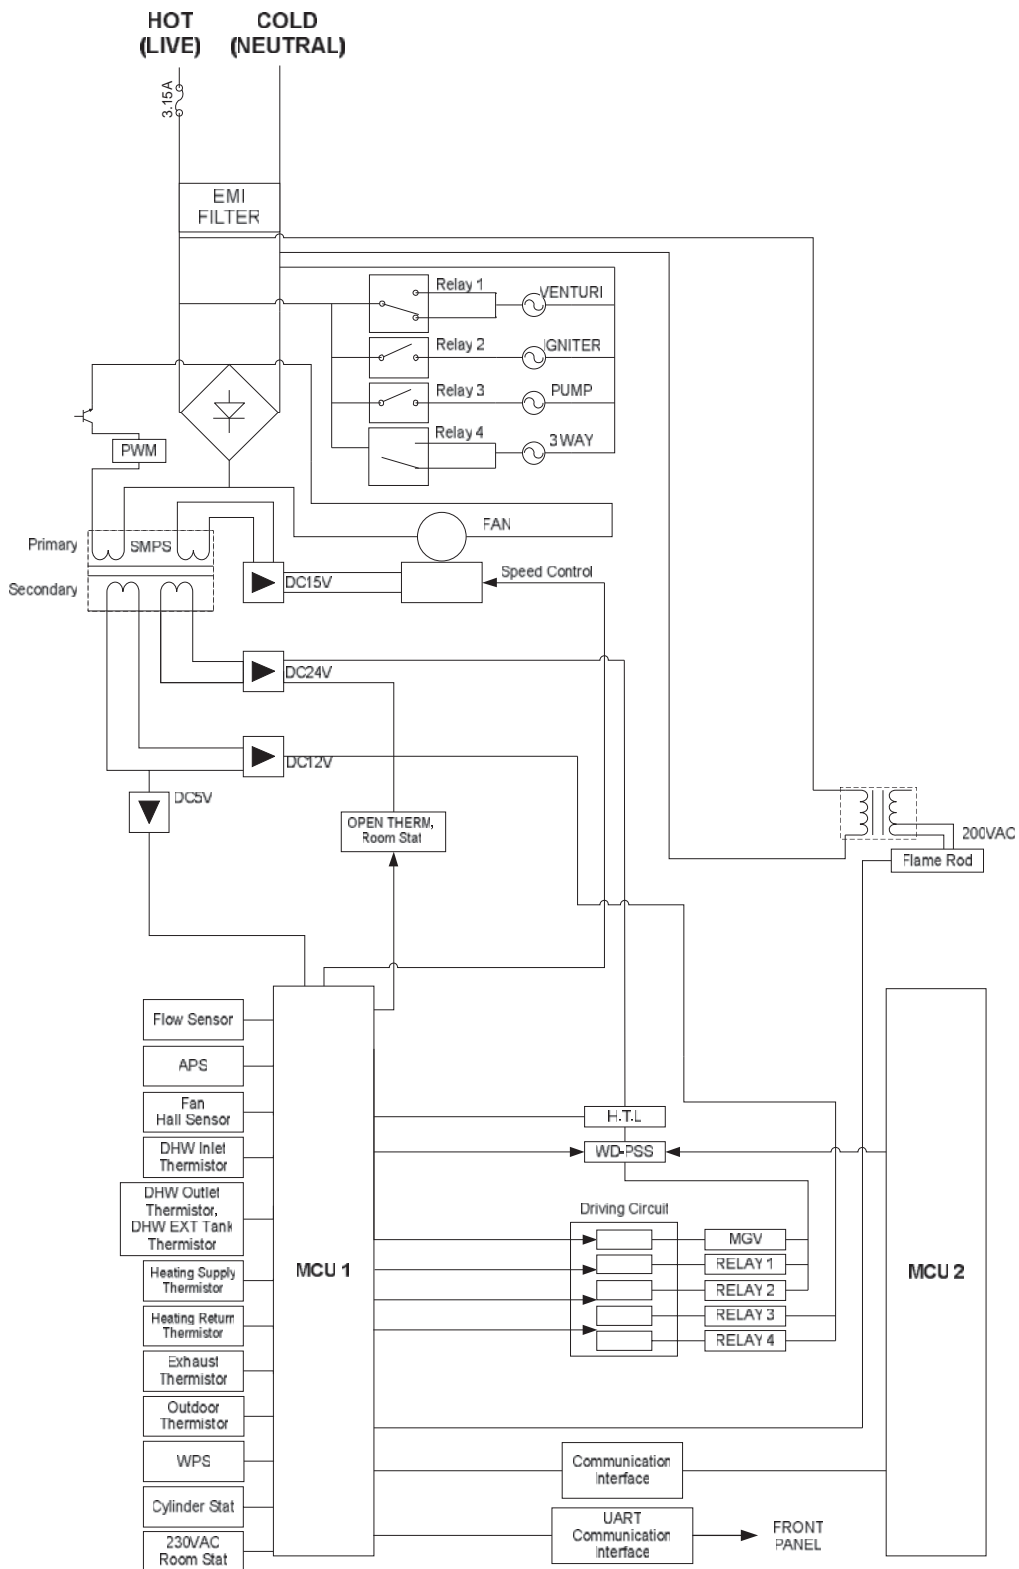 HOT
(LIVE)
COLD
(NEUTRAL)
3.15A
EMI
FILTER
Relay 1
VENTURI
Relay 2
IGNITER
Relay 3
PUMP
Relay 4
3WAY
PWM
FAN
Primary
SMPS
Secondary
DC15V
Speed Control
DC24V
DC12V
DC5V
OPEN THERM,
Room Stat
200VAC
Flame Rod
Flow Sensor
APS
Fan
Hall Sensor
DHW Inlet
Thermistor
DHW Outlet
Thermistor,
DHW EXT Tank
Thermistor
Heating Supply
Thermistor
Heating Return
Thermistor
Exhaust
Thermistor
Outdoor
Thermistor
WPS
Cylinder Stat
230VAC
Room Stat
MCU 1
H.T.L
WD-PSS
Driving Circuit
MGV
RELAY 1
RELAY 2
RELAY 3
RELAY 4
MCU 2
Communication
Interface
UART
Communication
Interface
FRONT
PANEL